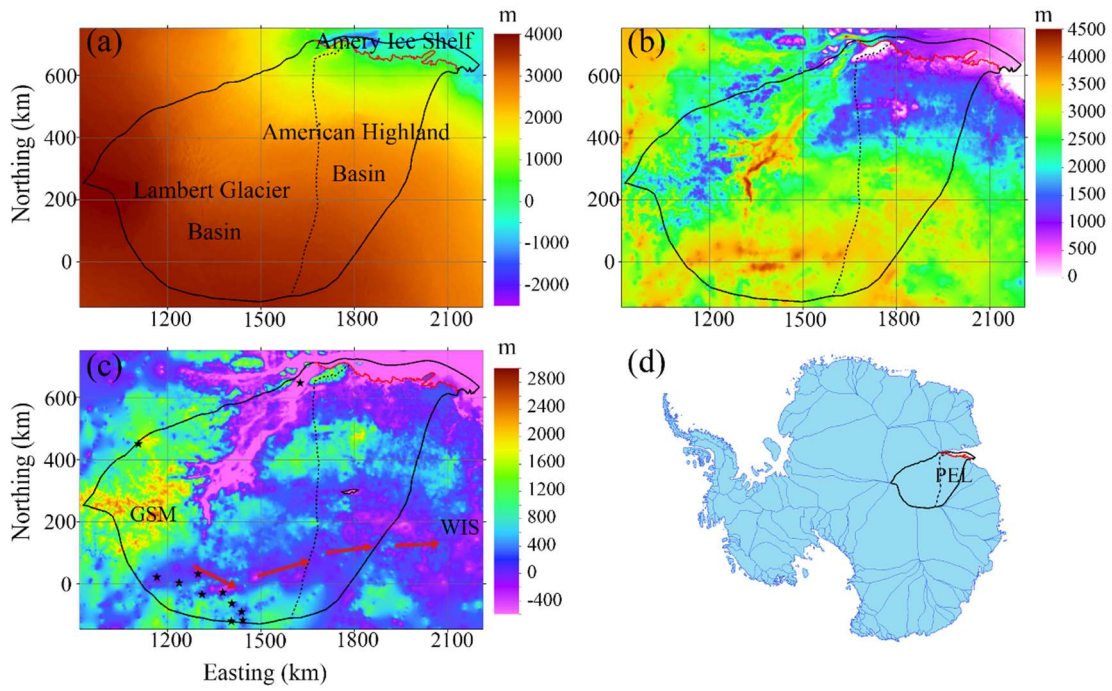 m
m
(a)
Amery Ice Shelf
4000
3000
2000
1000
0
-1000
-2000
600
400
200
0
Northing (km)
American Highland
Basin
Lambert Glacier
Basin
1200
1500
1800
2100
(b)
4500
4000
3500
3000
2500
2000
1500
1000
500
0
600
400
200
0
1200
1500
1800
2100
(c)
m
2800
2400
2000
1600
1200
800
400
0
-400
600
400
200
0
Northing (km)
GSM
WIS
1200
1500
1800
2100
Easting (km)
(d)
PEL